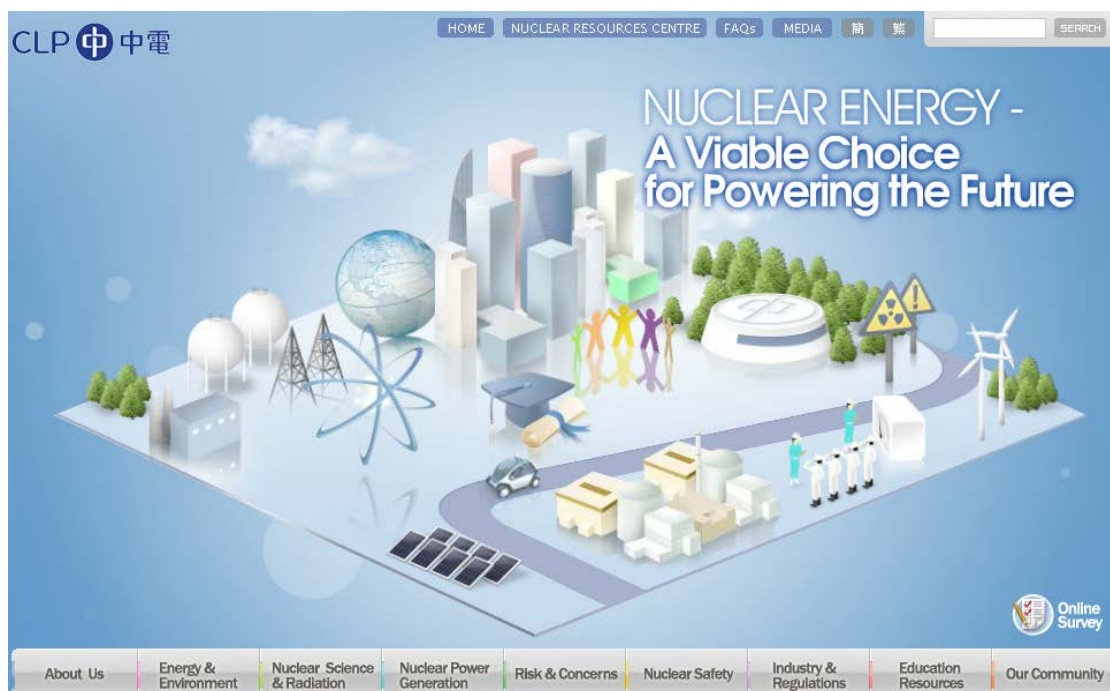 CLP 中電
HOME
NUCLEAR RESOURCES CENTRE
FAQs
MEDIA
簡
繁
SEARCH
NUCLEAR ENERGY -
A Viable Choice
for Powering the Future
Online
Survey
About Us
Energy &
Environment
Nuclear Science
& Radiation
Nuclear Power
Generation
Risk & Concerns
Nuclear Safety
Industry &
Regulations
Education
Resources
Our Community